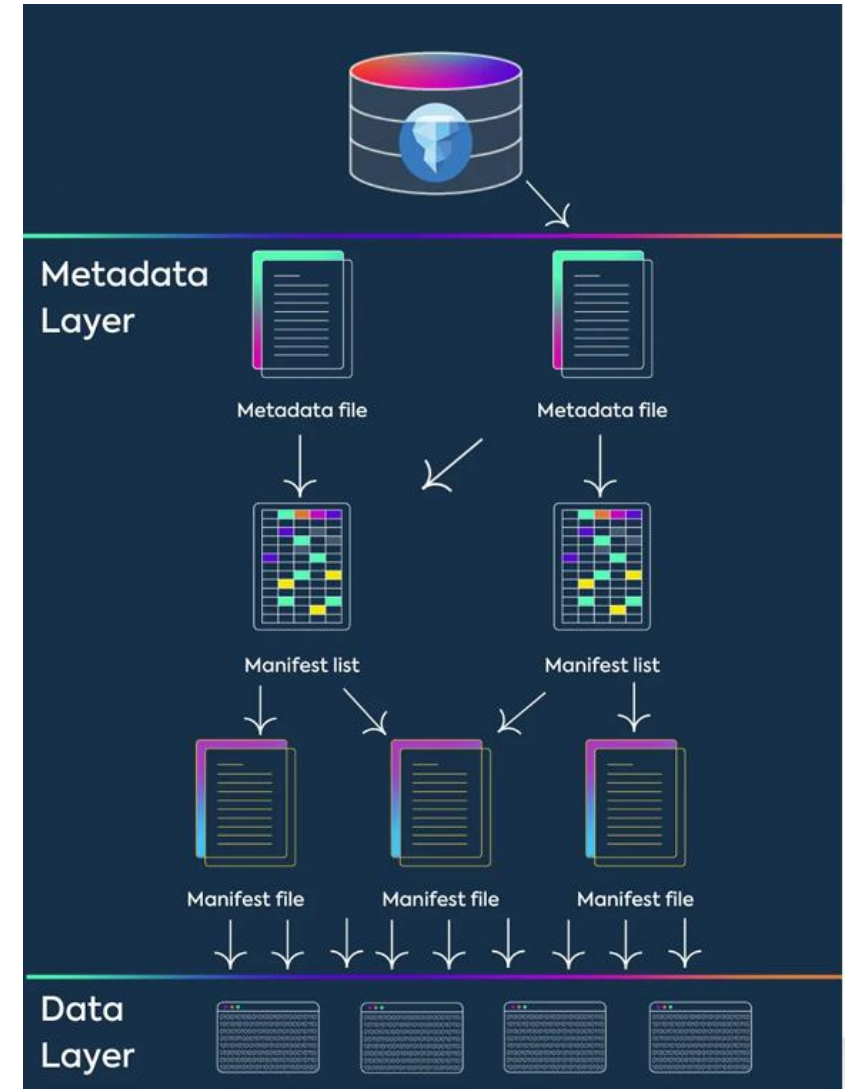 Metadata
Layer
Metadata file
Metadata file
Manifest list
Manifest list
Manifest file
Manifest file
Manifest file
Data
Layer